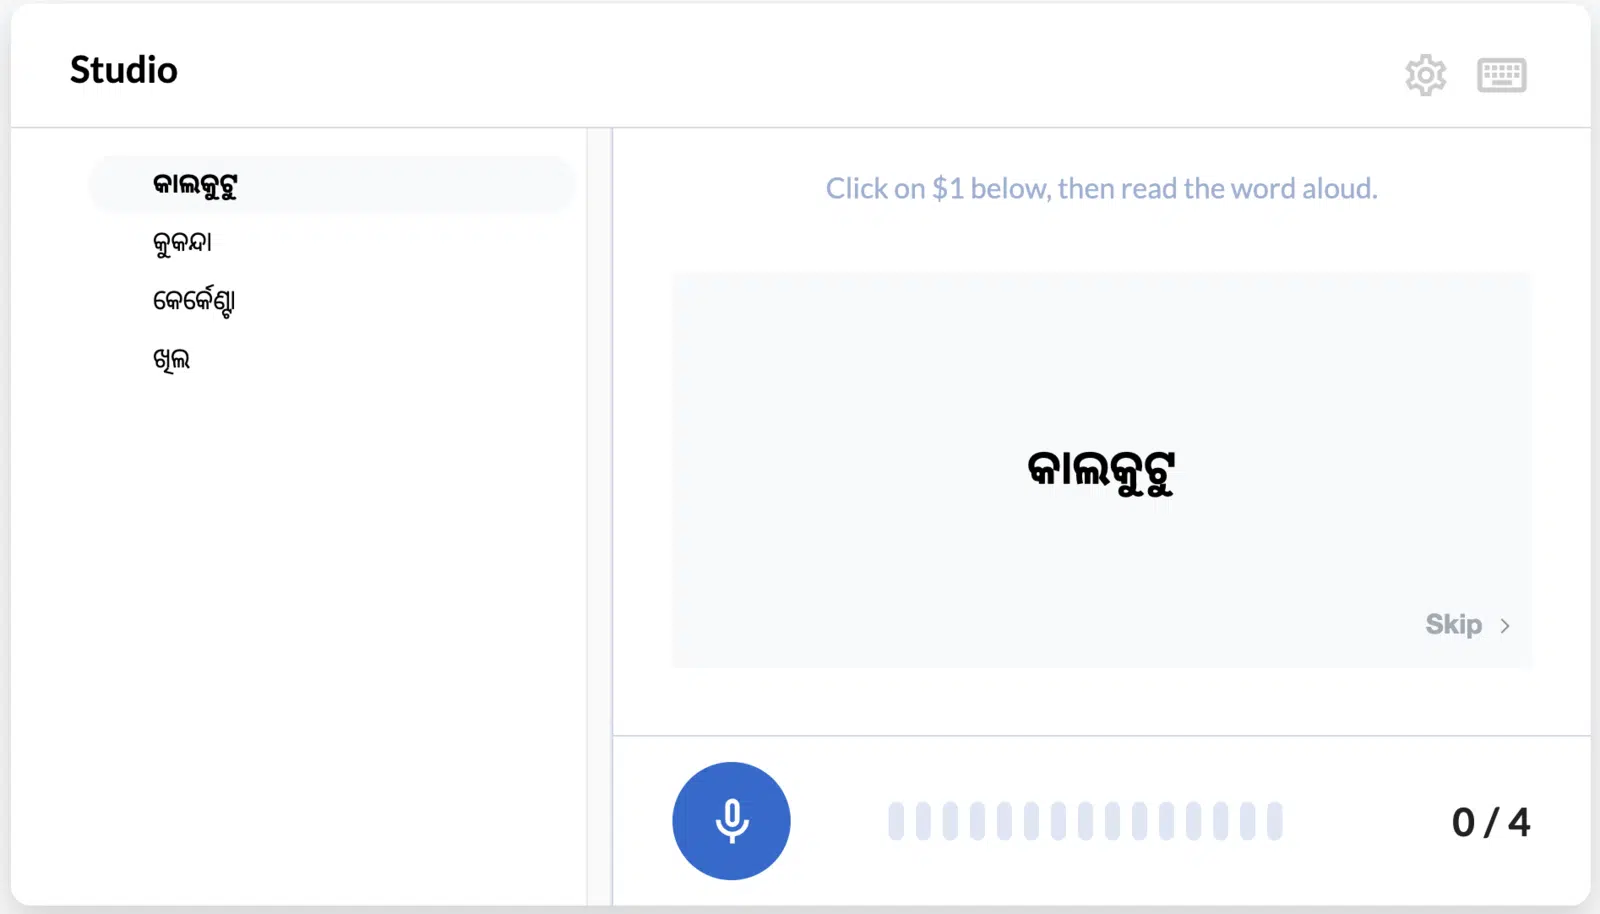 Studio
କାଲକୁଟୁ
କୁକନ୍ଦା
କେର୍କେଣ୍ଟା
ଖିଲ
Click on $1 below, then read the word aloud.
କାଲକୁଟୁ
Skip
0 / 4